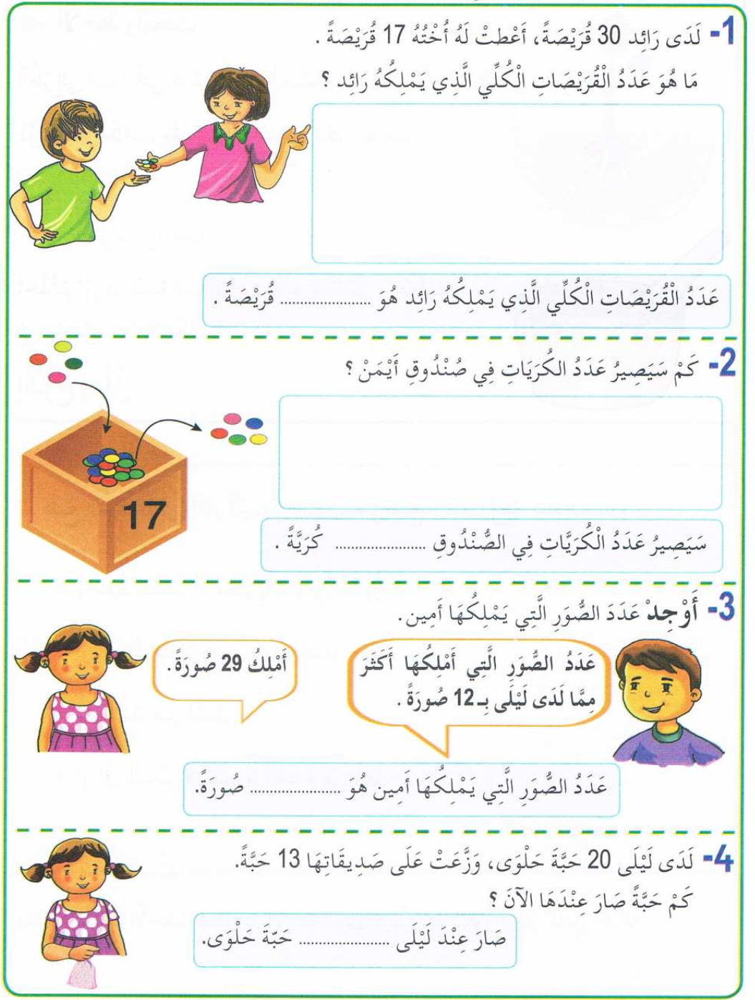 1- لَدَى رَائِد 30 قُرَيْصَةً، أَعْطتْ لَهُ أُخْتُهُ 17 قُرَيْصَةً .
مَا هُوَ عَدَدُ الْقُرَيْصَاتِ الْكُلِّي الَّذِي يَمْلِكُهُ رَائِد ؟
عَدَدُ الْقُرَيْصَاتِ الْكُلِّي الَّذِي يَمْلِكُهُ رَائِد هُوَ ..................... قُرَيْصَةً .
2- كَمْ سَيَصِيرُ عَدَدُ الكُرَيَاتِ فِي صُنْدُوقِ أَيْمَنْ ؟
17
سَيَصِيرُ عَدَدُ الْكُرَيَّاتِ فِي الصُّنْدُوقِ ..................... كُرَيَّةً .
3- أَوْجِدْ عَدَدَ الصُّوَرِ الَّتِي يَمْلِكُهَا أَمِين.
عَدَدُ الصُّوَرِ الَّتِي أَمْلِكُهَا أَكَثَرَ
مِمَّا لَدَى لَيْلَى بِـ 12 صُورَةً .
أَمْلِكُ 29 صُورَةً.
عَدَدُ الصُّوَرِ الَّتِي يَمْلِكُهَا أَمِين هُوَ ..................... صُورَةً.
4- لَدَى لَيْلَى 20 حَبَّةَ حَلْوَى، وَزَّعَتْ عَلَى صَدِيقَاتِهَا 13 حَبَّةً.
كَمْ حَبَّةً صَارَ عِنْدَهَا الآنَ ؟
صَارَ عِنْدَ لَيْلَى ..................... حَبّةَ حَلْوَى.